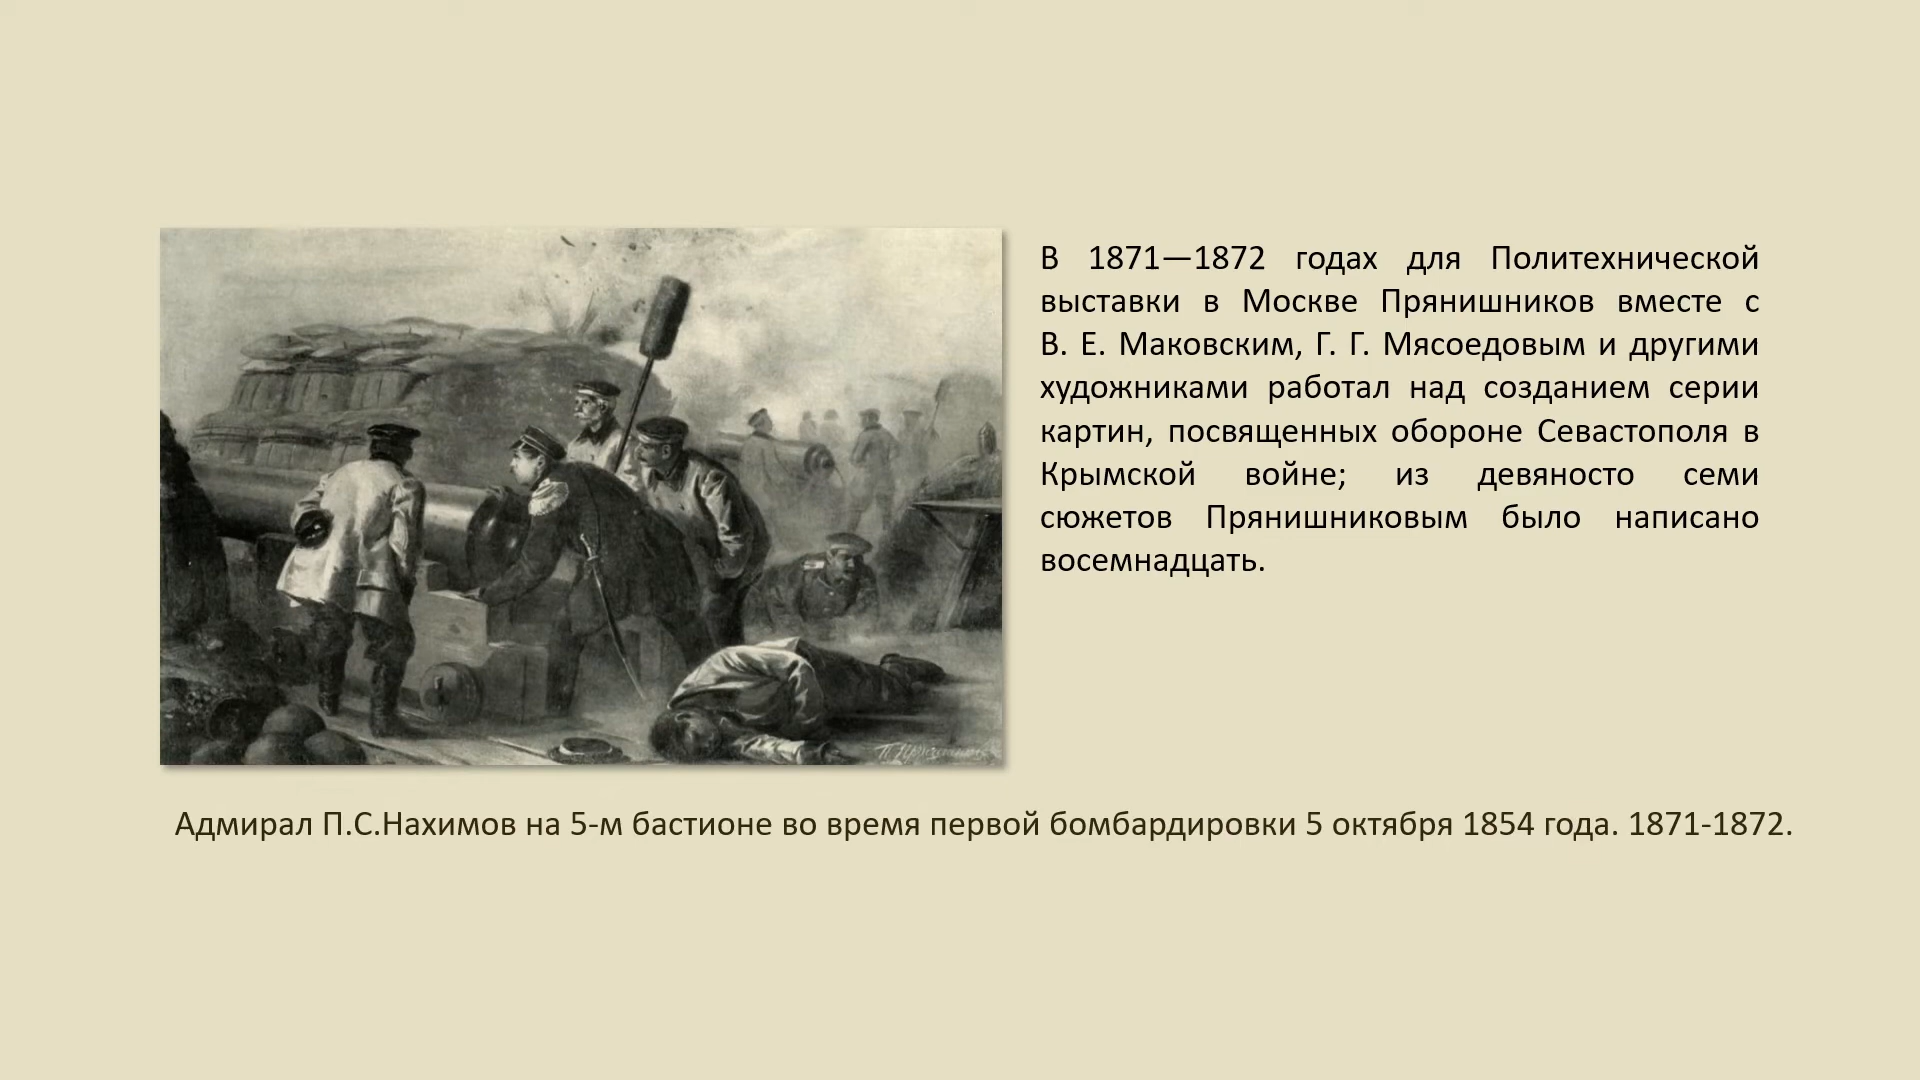 В 1871—1872 годах для Политехнической
выставки в Москве Прянишников вместе с
В. Е. Маковским, Г. Г. Мясоедовым и другими
художниками работал над созданием серии
картин, посвященных обороне Севастополя в
Крымской войне; из девяносто семи
сюжетов Прянишниковым было написано
восемнадцать.
Адмирал П.С.Нахимов на 5-м бастионе во время первой бомбардировки 5 октября 1854 года. 1871-1872.